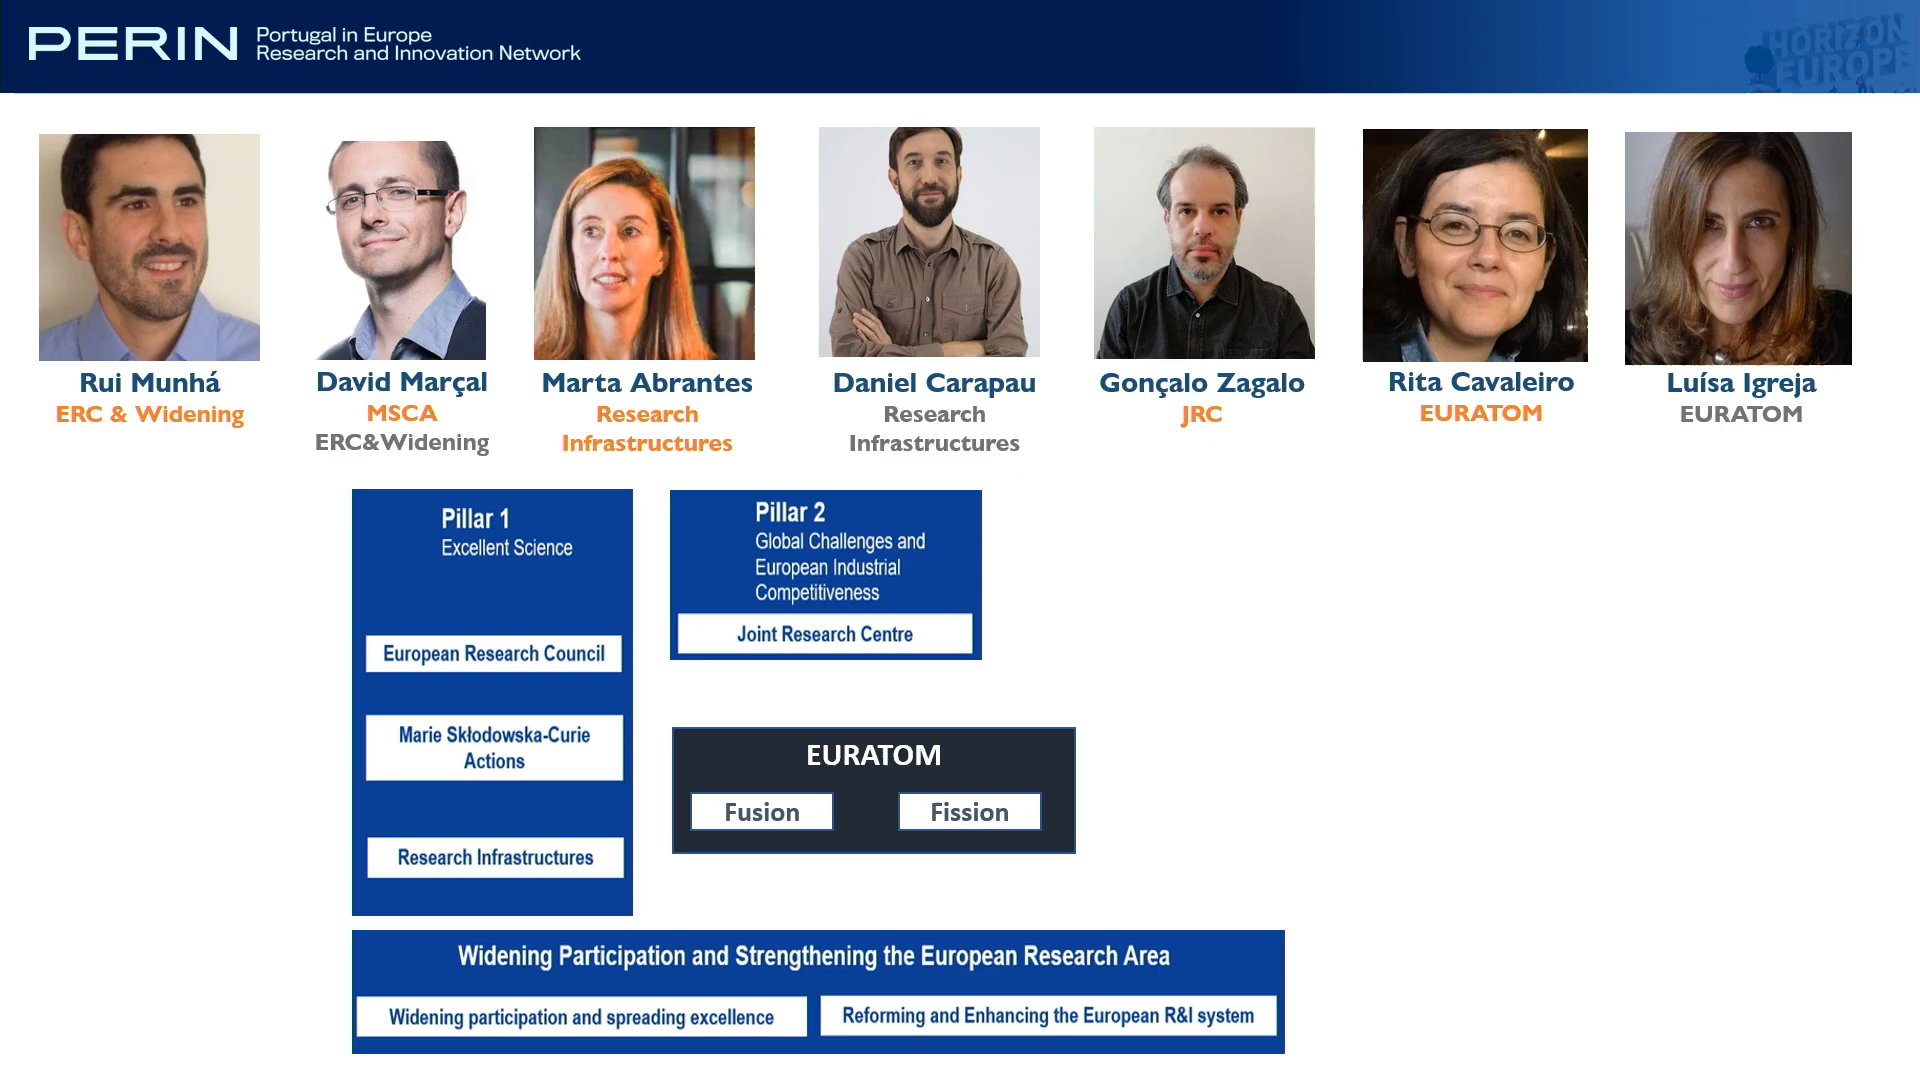 PERIN
Portugal in Europe
Research and Innovation Network
HORIZON
EUROPE
Rui Munhá
ERC & Widening
David Marçal
MSCA
ERC&Widening
Marta Abrantes
Research
Infrastructures
Daniel Carapau
Research
Infrastructures
Gonçalo Zagalo
JRC
Rita Cavaleiro
EURATOM
Luísa Igreja
EURATOM
Pillar 1
Excellent Science
European Research Council
Marie Skłodowska-Curie
Actions
Research Infrastructures
Pillar 2
Global Challenges and
European Industrial
Competitiveness
Joint Research Centre
EURATOM
Fusion
Fission
Widening Participation and Strengthening the European Research Area
Widening participation and spreading excellence
Reforming and Enhancing the European R&I system